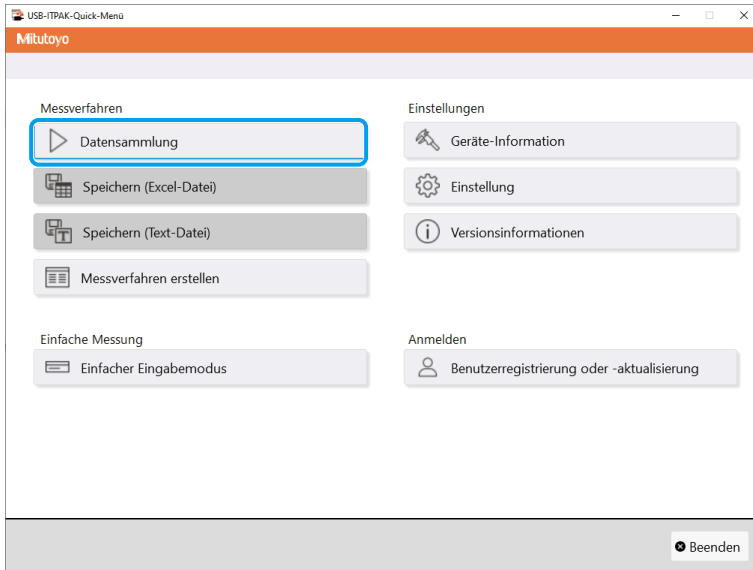 USB-ITPAK-Quick-Menü
Mitutoyo
Messverfahren
Datensammlung
Speichern (Excel-Datei)
Speichern (Text-Datei)
Messverfahren erstellen
Einfache Messung
Einfacher Eingabemodus
Einstellungen
Geräte-Information
Einstellung
Versionsinformationen
Anmelden
Benutzerregistrierung oder -aktualisierung
Beenden